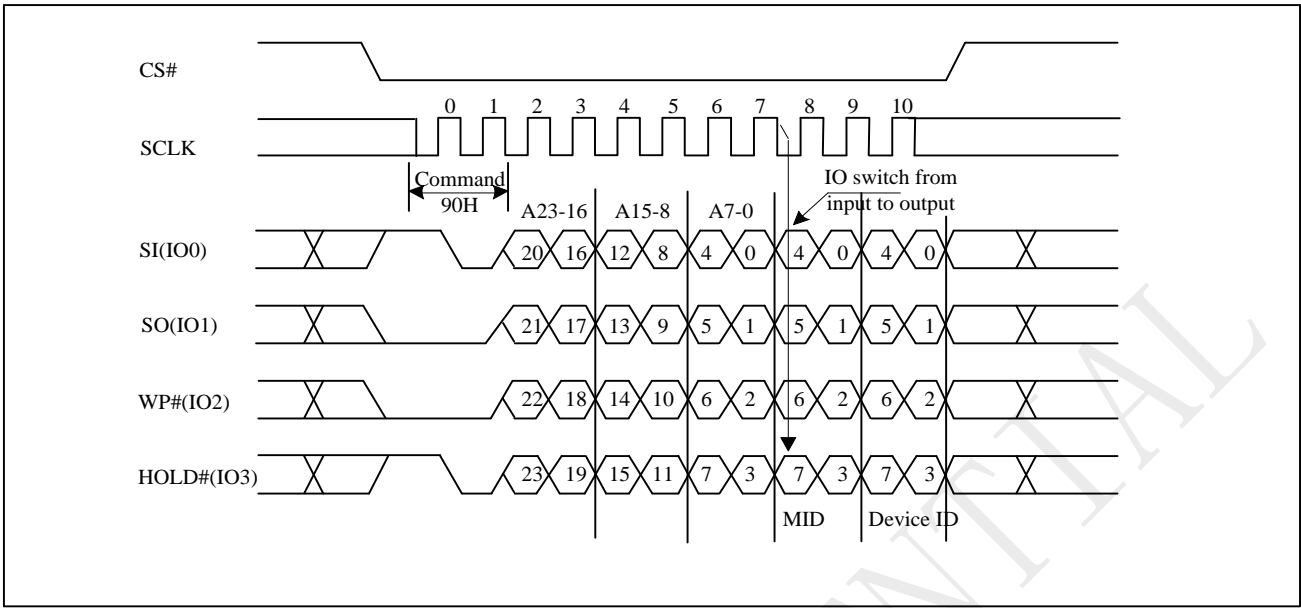 CS#
0 1 2 3 4 5 6 7 8 9 10
SCLK
Command
90H
IO switch from
input to output
A23-16 A15-8 A7-0
SI(IO0) 20 16 12 8 4 0 4 0 4 0
SO(IO1) 21 17 13 9 5 1 5 1 5 1
WP#(IO2) 22 18 14 10 6 2 6 2 6 2
HOLD#(IO3) 23 19 15 11 7 3 7 3 7 3
MID Device ID